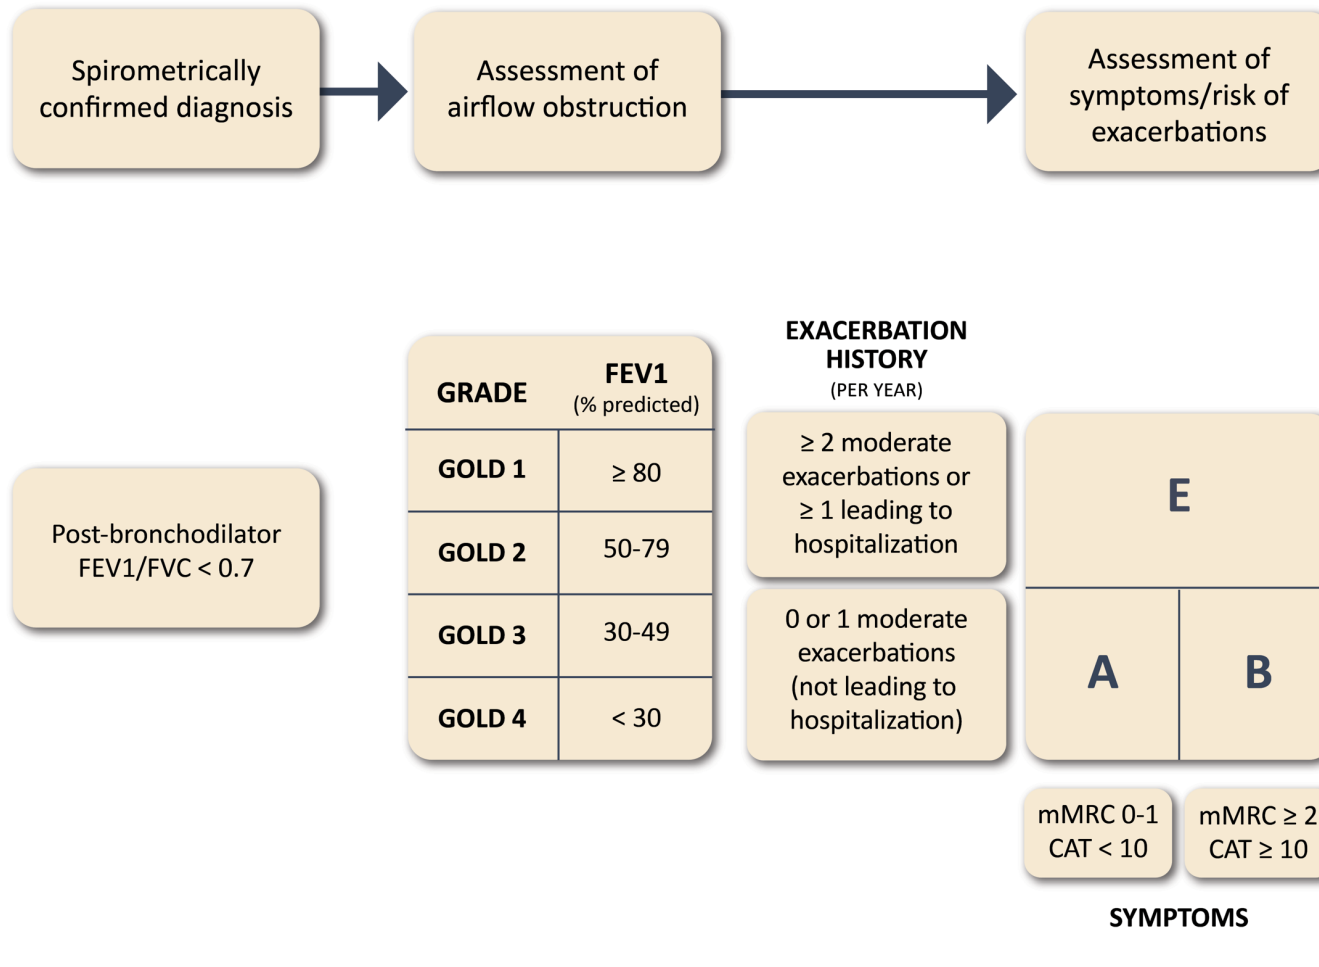 Spirometrically
confirmed diagnosis
Assessment of
airflow obstruction
Assessment of
symptoms/risk of
exacerbations
Post-bronchodilator
FEV1/FVC < 0.7
GRADE
FEV1
(% predicted)
GOLD 1
≥ 80
GOLD 2
50-79
GOLD 3
30-49
GOLD 4
< 30
EXACERBATION
HISTORY
(PER YEAR)
≥ 2 moderate
exacerbations or
≥ 1 leading to
hospitalization
0 or 1 moderate
exacerbations
(not leading to
hospitalization)
E
A
B
mMRC 0-1
CAT < 10
mMRC ≥ 2
CAT ≥ 10
SYMPTOMS